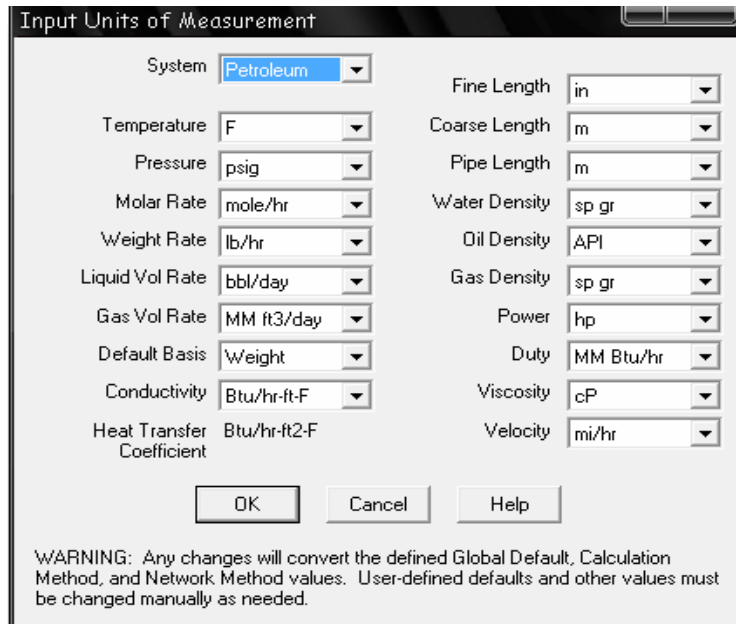 Input Units of Measurement
System Petroleum
Temperature F
Pressure psig
Molar Rate mole/hr
Weight Rate lb/hr
Liquid Vol Rate bbl/day
Gas Vol Rate MM ft3/day
Default Basis Weight
Conductivity Btu/hr-ft-F
Heat Transfer Btu/hr-ft2-F
Coefficient
Fine Length in
Coarse Length m
Pipe Length m
Water Density sp gr
Oil Density API
Gas Density sp gr
Power hp
Duty MM Btu/hr
Viscosity cP
Velocity mi/hr
OK Cancel Help
WARNING: Any changes will convert the defined Global Default, Calculation
Method, and Network Method values. User-defined defaults and other values must
be changed manually as needed.